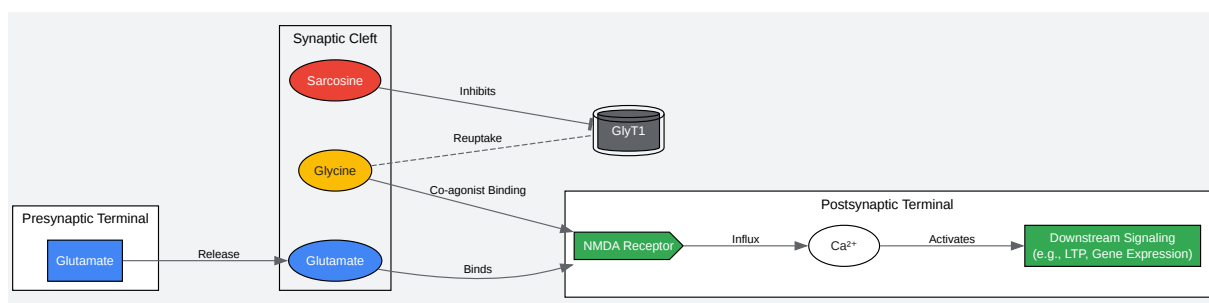 Synaptic Cleft
Sarcosine
Inhibits
GlyT1
Reuptake
Glycine
Co-agonist Binding
Postsynaptic Terminal
Presynaptic Terminal
Glutamate
Release
Glutamate
Binds
NMDA Receptor
Influx
Ca²⁺
Activates
Downstream Signaling
(e.g., LTP, Gene Expression)